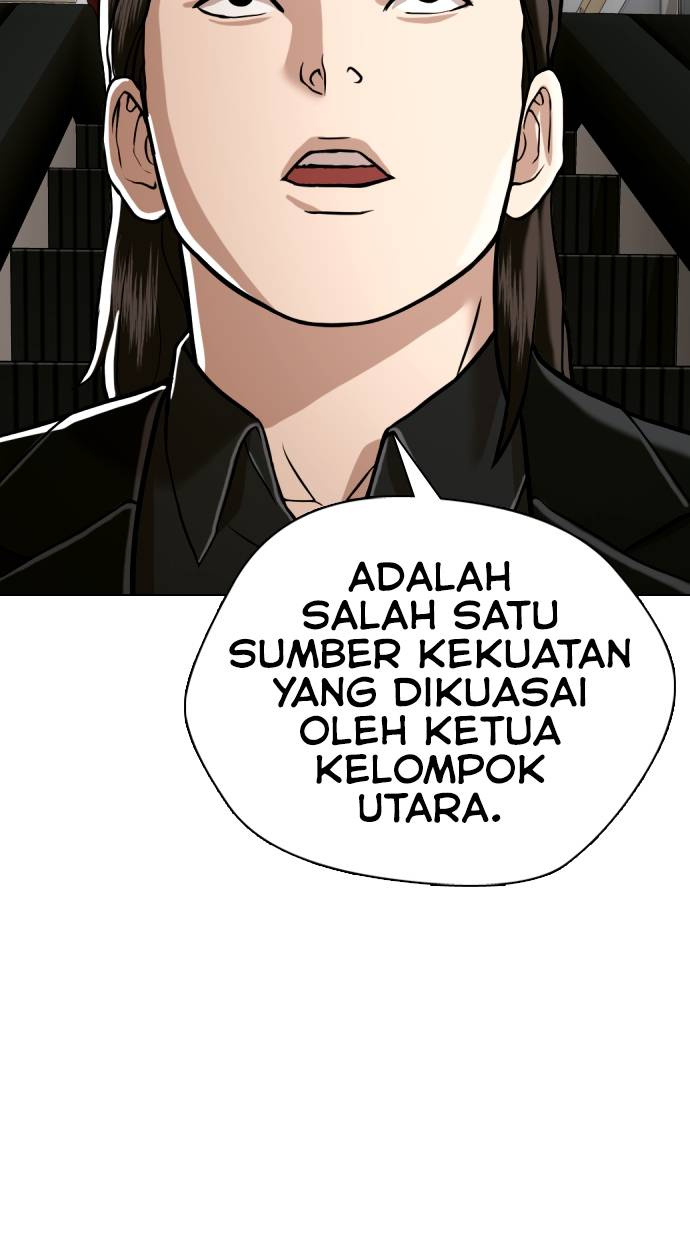 ADALAH
SALAH SATU
SUMBER KEKUATAN
YANG DIKUASAI
OLEH KETUA
KELOMPOK
UTARA.